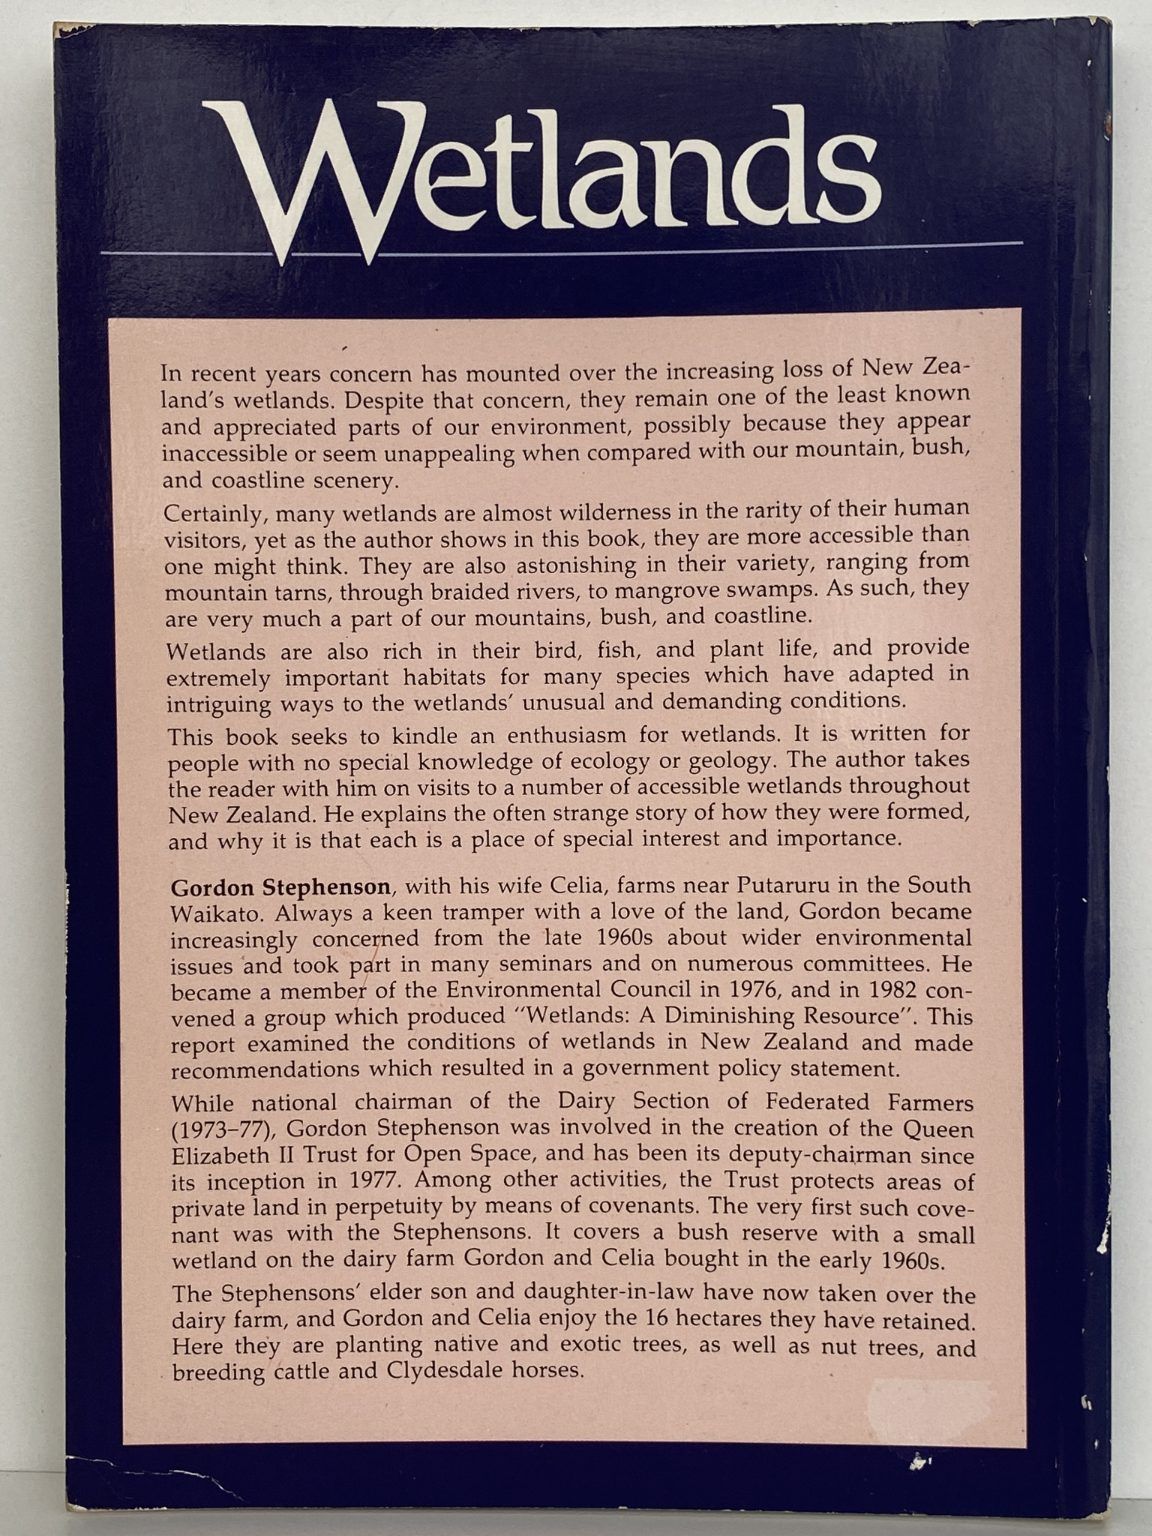 Wetlands
In recent years concern has mounted over the increasing loss of New Zea-
land's wetlands. Despite that concern, they remain one of the least known
and appreciated parts of our environment, possibly because they appear
inaccessible or seem unappealing when compared with our mountain, bush,
and coastline scenery.
Certainly, many wetlands are almost wilderness in the rarity of their human
visitors, yet as the author shows in this book, they are more accessible than
one might think. They are also astonishing in their variety, ranging from
mountain tarns, through braided rivers, to mangrove swamps. As such, they
are very much a part of our mountains, bush, and coastline.
Wetlands are also rich in their bird, fish, and plant life, and provide
extremely important habitats for many species which have adapted in
intriguing ways to the wetlands' unusual and demanding conditions.
This book seeks to kindle an enthusiasm for wetlands. It is written for
people with no special knowledge of ecology or geology. The author takes
the reader with him on visits to a number of accessible wetlands throughout
New Zealand. He explains the often strange story of how they were formed,
and why it is that each is a place of special interest and importance.
Gordon Stephenson, with his wife Celia, farms near Putaruru in the South
Waikato. Always a keen tramper with a love of the land, Gordon became
increasingly concerned from the late 1960s about wider environmental
issues and took part in many seminars and on numerous committees. He
became a member of the Environmental Council in 1976, and in 1982 con-
vened a group which produced "Wetlands: A Diminishing Resource". This
report examined the conditions of wetlands in New Zealand and made
recommendations which resulted in a government policy statement.
While national chairman of the Dairy Section of Federated Farmers
(1973–77), Gordon Stephenson was involved in the creation of the Queen
Elizabeth II Trust for Open Space, and has been its deputy-chairman since
its inception in 1977. Among other activities, the Trust protects areas of
private land in perpetuity by means of covenants. The very first such cove-
nant was with the Stephensons. It covers a bush reserve with a small
wetland on the dairy farm Gordon and Celia bought in the early 1960s.
The Stephensons' elder son and daughter-in-law have now taken over the
dairy farm, and Gordon and Celia enjoy the 16 hectares they have retained.
Here they are planting native and exotic trees, as well as nut trees, and
breeding cattle and Clydesdale horses.